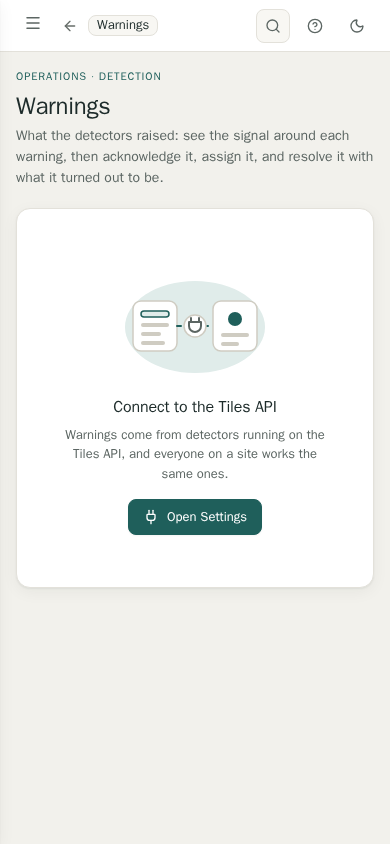 Warnings
OPERATIONS · DETECTION
Warnings
What the detectors raised: see the signal around each
warning, then acknowledge it, assign it, and resolve it with
what it turned out to be.
Connect to the Tiles API
Warnings come from detectors running on the
Tiles API, and everyone on a site works the
same ones.
Open Settings